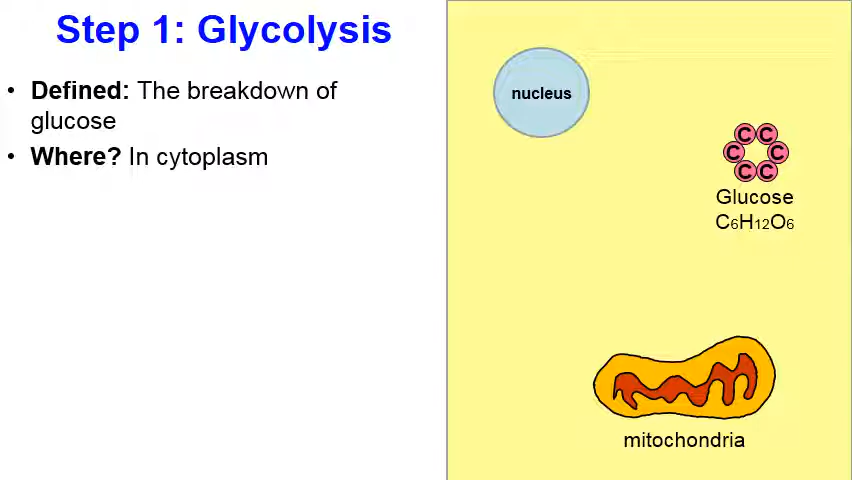 Step 1: Glycolysis
• Defined: The breakdown of
glucose
• Where? In cytoplasm
nucleus
C C
C C
C C
Glucose
C₆H₁₂O₆
mitochondria